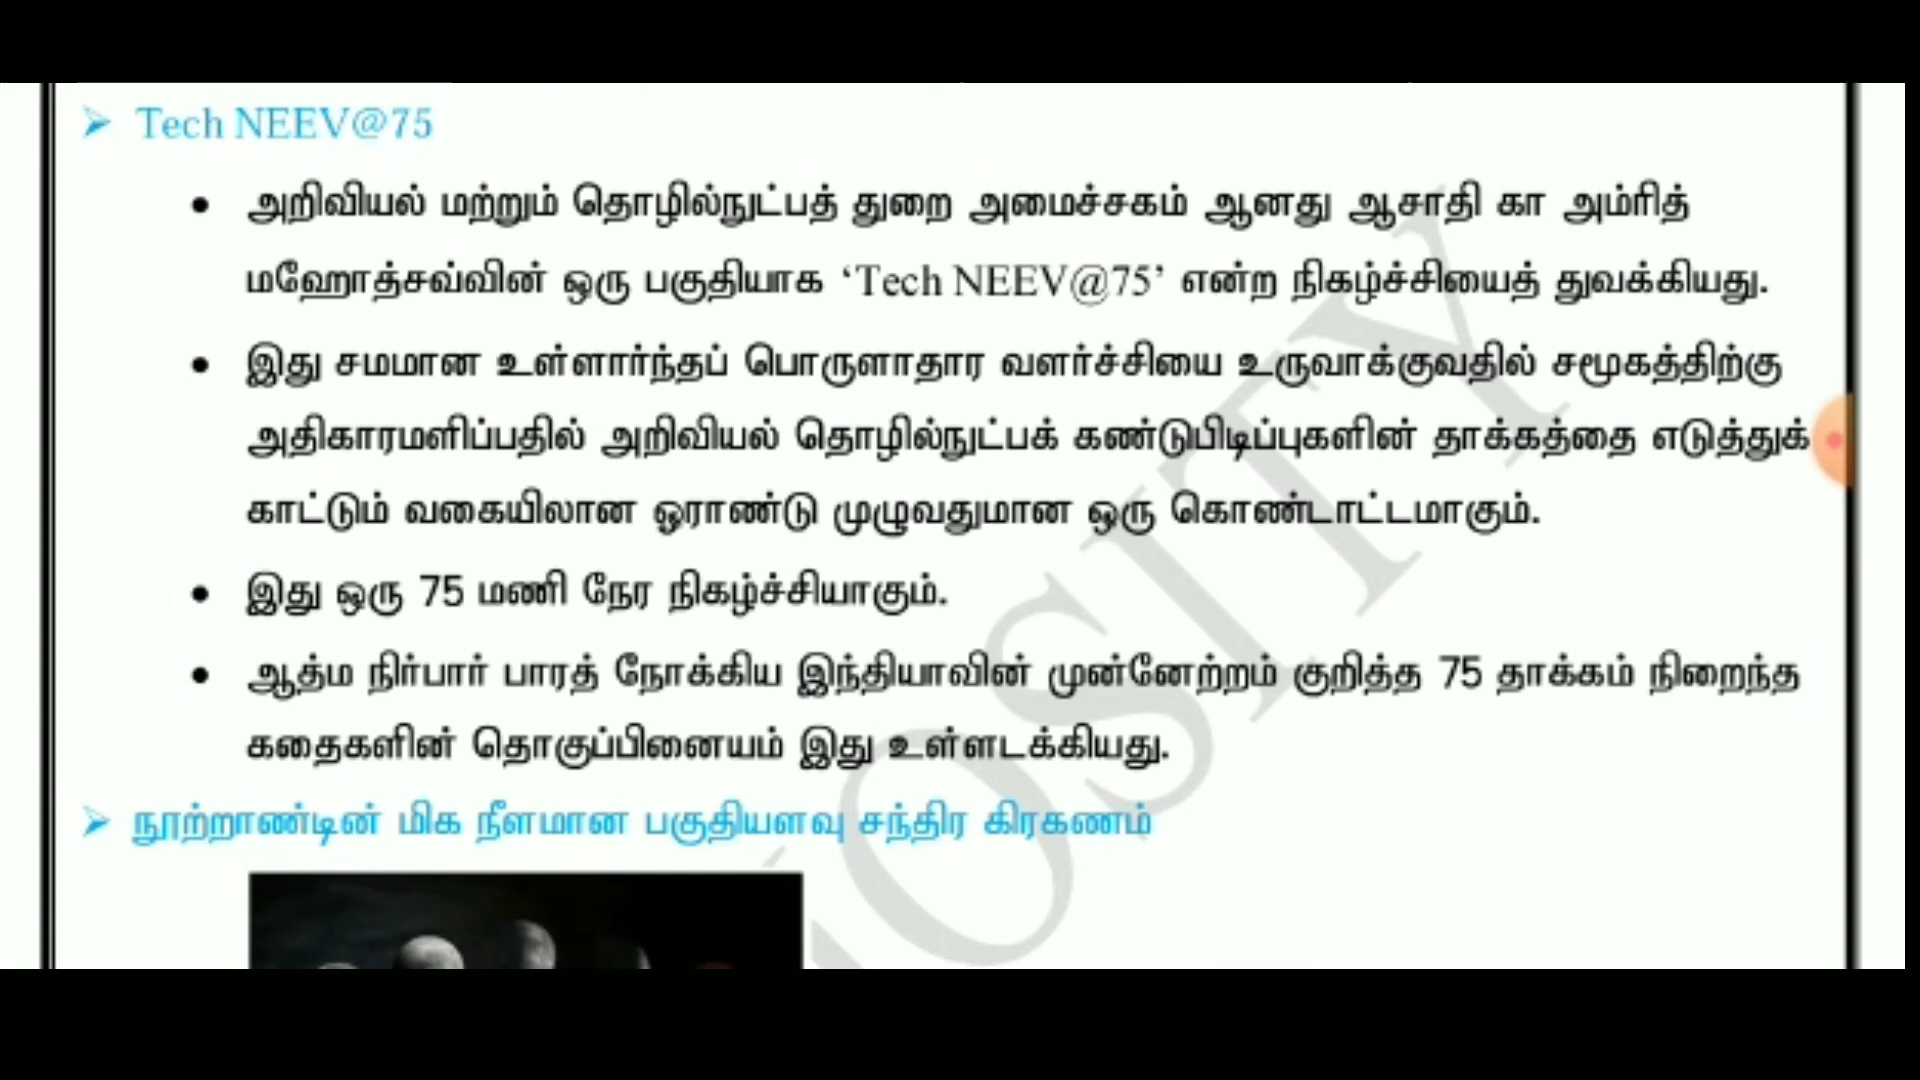 Tech NEEV@75
அறிவியல் மற்றும் தொழில்நுட்பத் துறை அமைச்சகம் ஆனது ஆசாதி கா அம்ரித்
மஹோத்சவ்வின் ஒரு பகுதியாக ‘Tech NEEV@75’ என்ற நிகழ்ச்சியைத் துவக்கியது.
இது சமமான உள்ளார்ந்தப் பொருளாதார வளர்ச்சியை உருவாக்குவதில் சமூகத்திற்கு
அதிகாரமளிப்பதில் அறிவியல் தொழில்நுட்பக் கண்டுபிடிப்புகளின் தாக்கத்தை எடுத்துக்
காட்டும் வகையிலான ஓராண்டு முழுவதுமான ஒரு கொண்டாட்டமாகும்.
இது ஒரு 75 மணி நேர நிகழ்ச்சியாகும்.
ஆத்ம நிர்பார் பாரத் நோக்கிய இந்தியாவின் முன்னேற்றம் குறித்த 75 தாக்கம் நிறைந்த
கதைகளின் தொகுப்பினையம் இது உள்ளடக்கியது.
நூற்றாண்டின் மிக நீளமான பகுதியளவு சந்திர கிரகணம்
OSITY